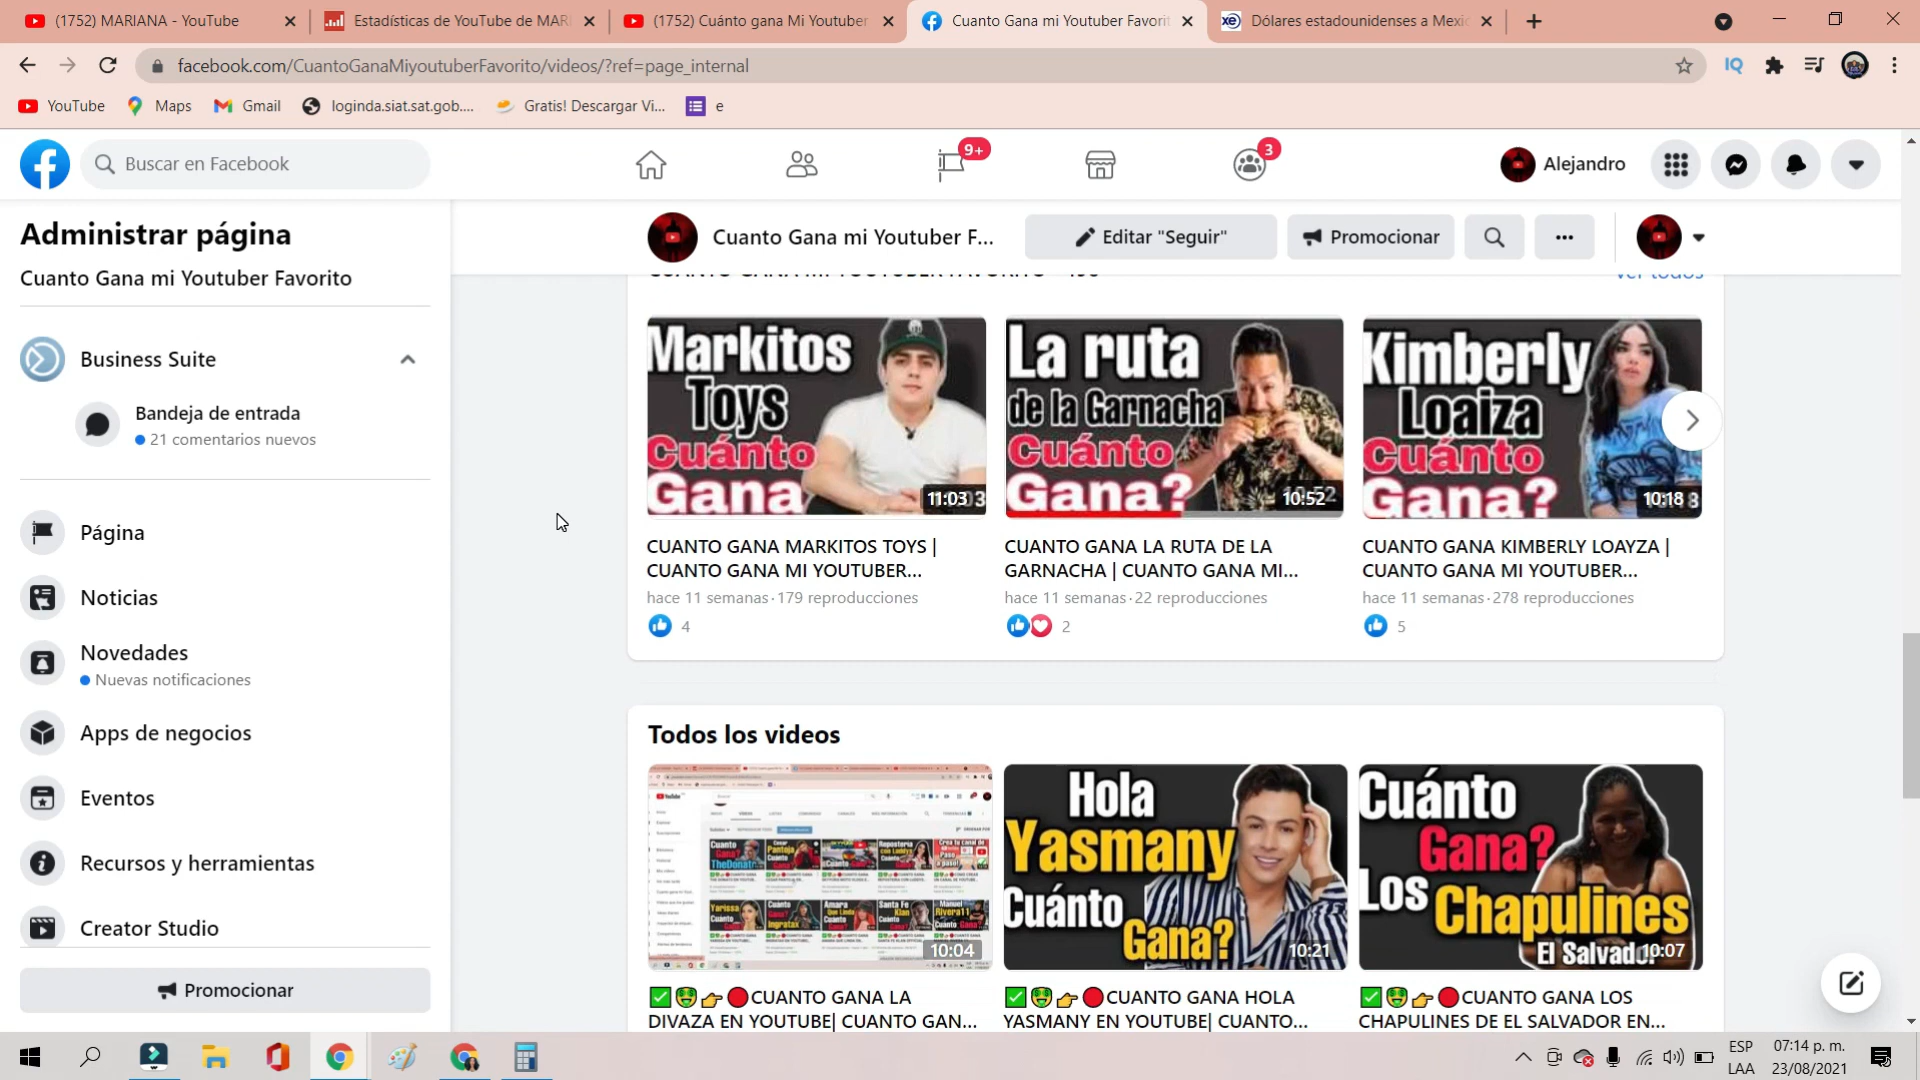 (1752) MARIANA - YouTube
Estadísticas de YouTube de MARI
(1752) Cuánto gana Mi Youtuber
Cuanto Gana mi Youtuber Favorit
Dólares estadounidenses a Mexic
facebook.com/CuantoGanaMiyoutuberFavorito/videos/?ref=page_internal
YouTube
Maps
Gmail
loginda.siat.sat.gob....
Gratis! Descargar Vi...
e
Buscar en Facebook
9+
3
Alejandro
Administrar página
Cuanto Gana mi Youtuber Favorito
Business Suite
Bandeja de entrada
21 comentarios nuevos
Página
Noticias
Novedades
Nuevas notificaciones
Apps de negocios
Eventos
Recursos y herramientas
Creator Studio
Promocionar
Cuanto Gana mi Youtuber F...
Editar "Seguir"
Promocionar
CUANTO GANA MI YOUTUBER FAVORITO
Ver todos
Markitos
Toys
Cuánto
Gana
11:03
La ruta
de la Garnacha
Cuánto
Gana?
10:52
Kimberly
Loaiza
Cuánto
Gana?
10:18
CUANTO GANA MARKITOS TOYS |
CUANTO GANA MI YOUTUBER...
hace 11 semanas · 179 reproducciones
4
CUANTO GANA LA RUTA DE LA
GARNACHA | CUANTO GANA MI...
hace 11 semanas · 22 reproducciones
2
CUANTO GANA KIMBERLY LOAYZA |
CUANTO GANA MI YOUTUBER...
hace 11 semanas · 278 reproducciones
5
Todos los videos
10:04
Hola
Yasmany
Cuánto
Gana?
10:21
Cuánto
Gana?
Los
Chapulines
El Salvador
10:07
✅🤑👉🔴CUANTO GANA LA
DIVAZA EN YOUTUBE| CUANTO GAN...
✅🤑👉🔴CUANTO GANA HOLA
YASMANY EN YOUTUBE| CUANTO...
✅🤑👉🔴CUANTO GANA LOS
CHAPULINES DE EL SALVADOR EN...
ESP
LAA
07:14 p. m.
23/08/2021